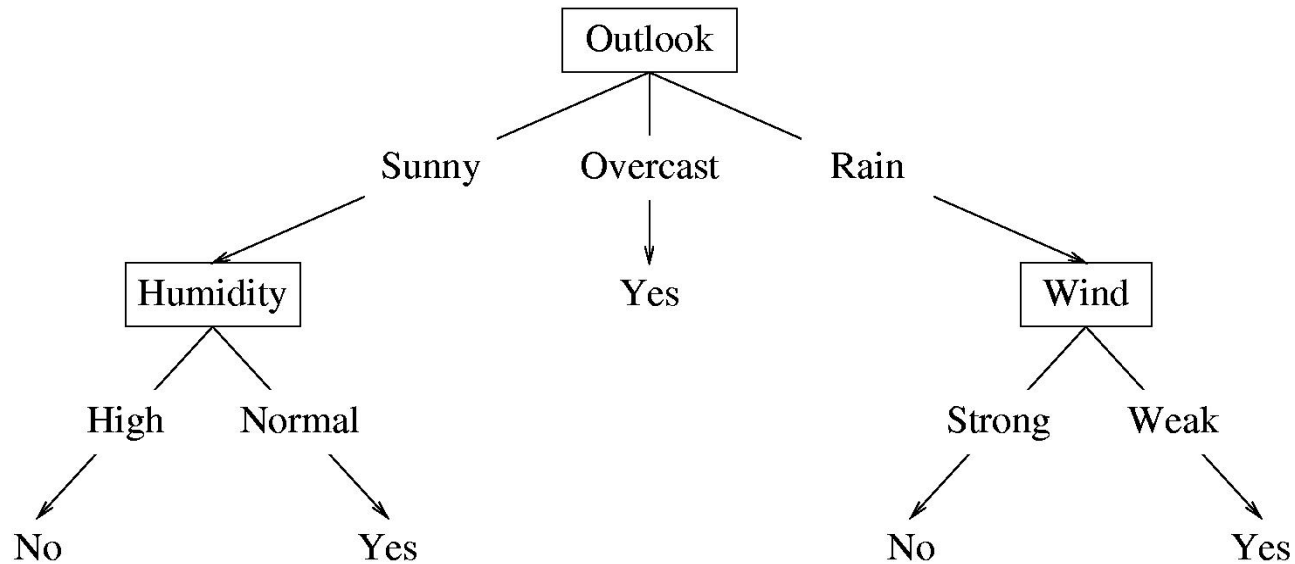 Outlook
Sunny Overcast Rain
Humidity Yes Wind
High Normal Strong Weak
No Yes No Yes